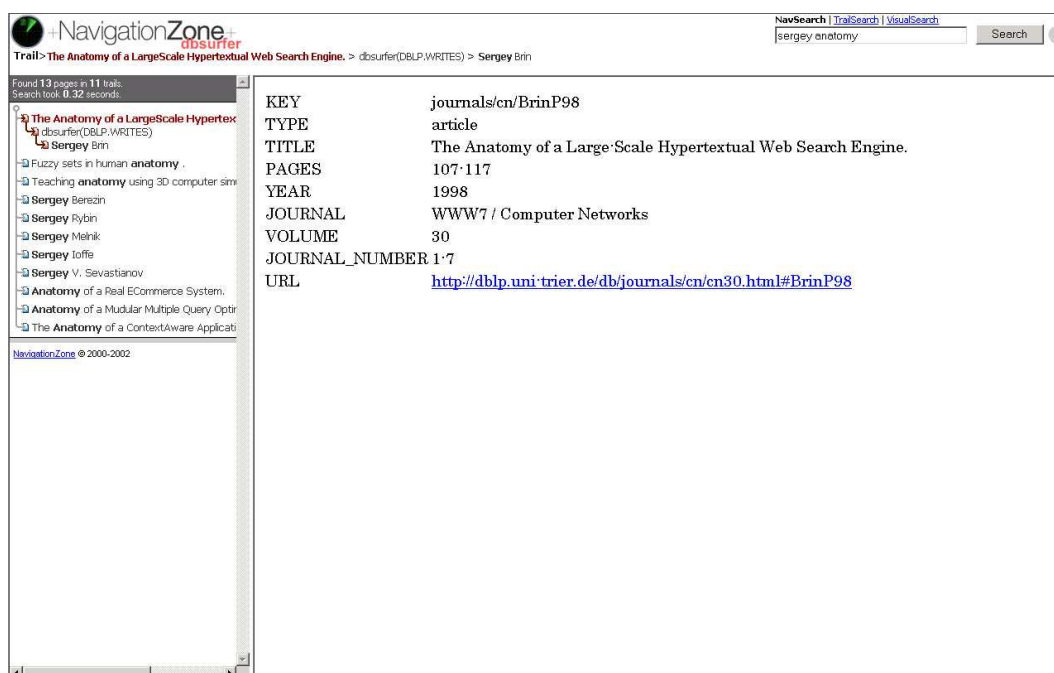 +NavigationZone+
dbsurfer
NavSearch | TrailSearch | VisualSearch
sergey anatomy
Search
Trail>The Anatomy of a LargeScale Hypertextual Web Search Engine. > dbsurfer(DBLP.WRITES) > Sergey Brin
Found 13 pages in 11 trails.
Search took 0.32 seconds.
The Anatomy of a LargeScale Hypertex
dbsurfer(DBLP.WRITES)
Sergey Brin
Fuzzy sets in human anatomy .
Teaching anatomy using 3D computer sim
Sergey Berezin
Sergey Rybin
Sergey Melnik
Sergey Ioffe
Sergey V. Sevastianov
Anatomy of a Real ECommerce System.
Anatomy of a Mudular Multiple Query Optir
The Anatomy of a ContextAware Applicati
NavigationZone © 2000-2002
KEY journals/cn/BrinP98
TYPE article
TITLE The Anatomy of a Large-Scale Hypertextual Web Search Engine.
PAGES 107-117
YEAR 1998
JOURNAL WWW7 / Computer Networks
VOLUME 30
JOURNAL_NUMBER 1-7
URL http://dblp.uni-trier.de/db/journals/cn/cn30.html#BrinP98